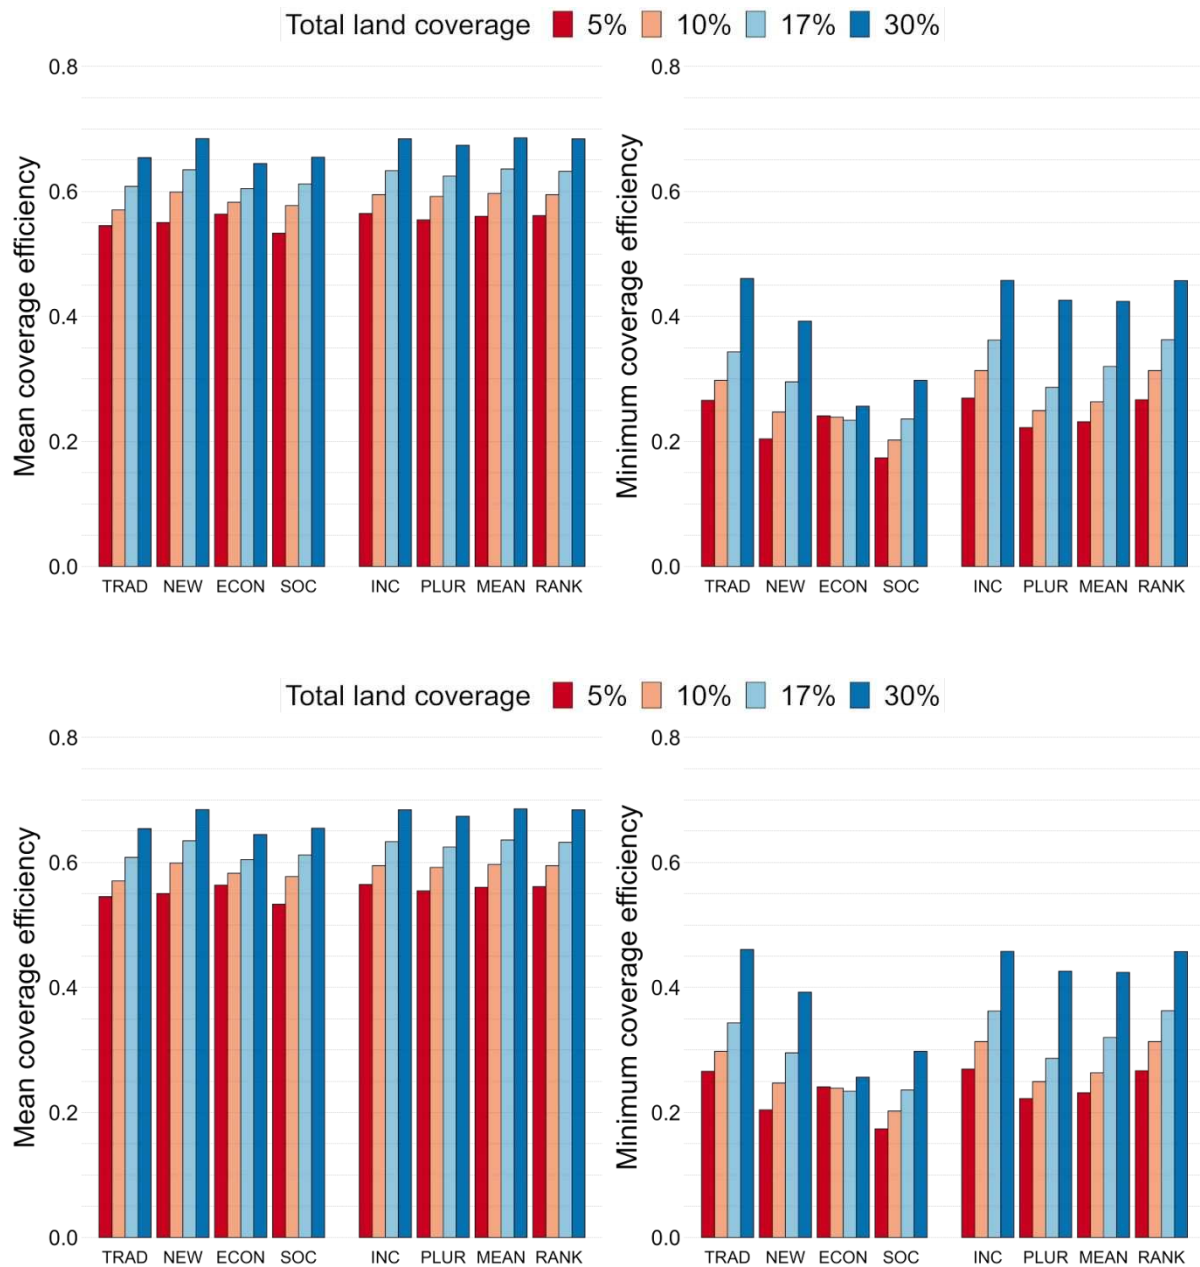 Total land coverage 5% 10% 17% 30%
Mean coverage efficiency
0.8
0.6
0.4
0.2
0.0
TRAD NEW ECON SOC INC PLUR MEAN RANK
Minimum coverage efficiency
0.8
0.6
0.4
0.2
0.0
TRAD NEW ECON SOC INC PLUR MEAN RANK
Total land coverage 5% 10% 17% 30%
Mean coverage efficiency
0.8
0.6
0.4
0.2
0.0
TRAD NEW ECON SOC INC PLUR MEAN RANK
Minimum coverage efficiency
0.8
0.6
0.4
0.2
0.0
TRAD NEW ECON SOC INC PLUR MEAN RANK